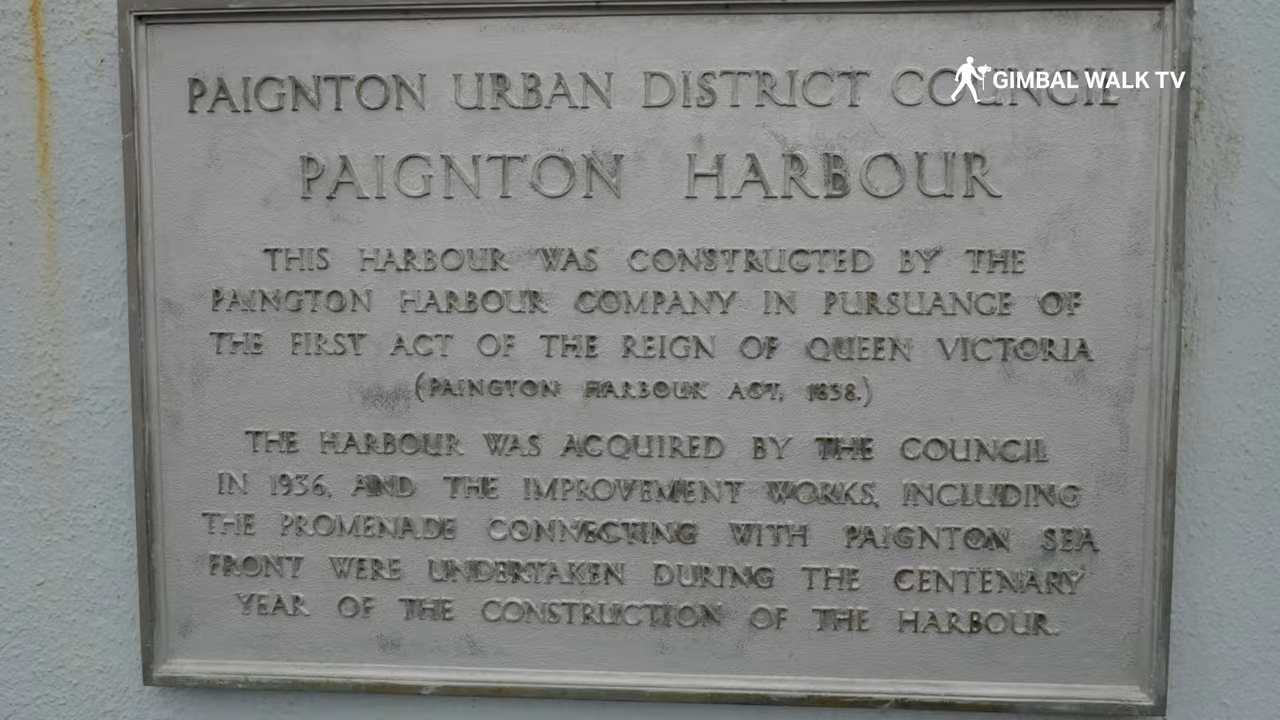 PAIGNTON URBAN DISTRICT COUNCIL
GIMBAL WALK TV
PAIGNTON HARBOUR
THIS HARBOUR WAS CONSTRUCTED BY THE
PAINGTON HARBOUR COMPANY IN PURSUANCE OF
THE FIRST ACT OF THE REIGN OF QUEEN VICTORIA
(PAINGTON HARBOUR ACT, 1838.)
THE HARBOUR WAS ACQUIRED BY THE COUNCIL
IN 1936, AND THE IMPROVEMENT WORKS, INCLUDING
THE PROMENADE CONNECTING WITH PAIGNTON SEA
FRONT WERE UNDERTAKEN DURING THE CENTENARY
YEAR OF THE CONSTRUCTION OF THE HARBOUR.